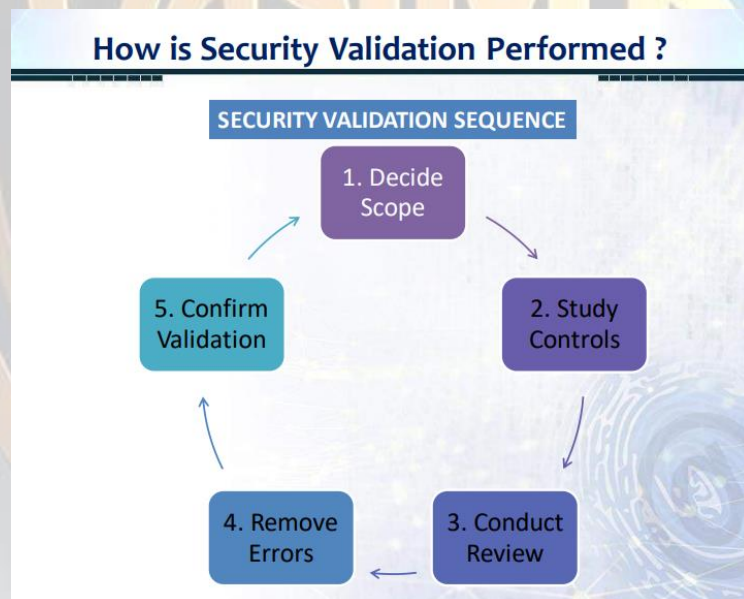 How is Security Validation Performed ?
SECURITY VALIDATION SEQUENCE
1. Decide
Scope
2. Study
Controls
3. Conduct
Review
4. Remove
Errors
5. Confirm
Validation